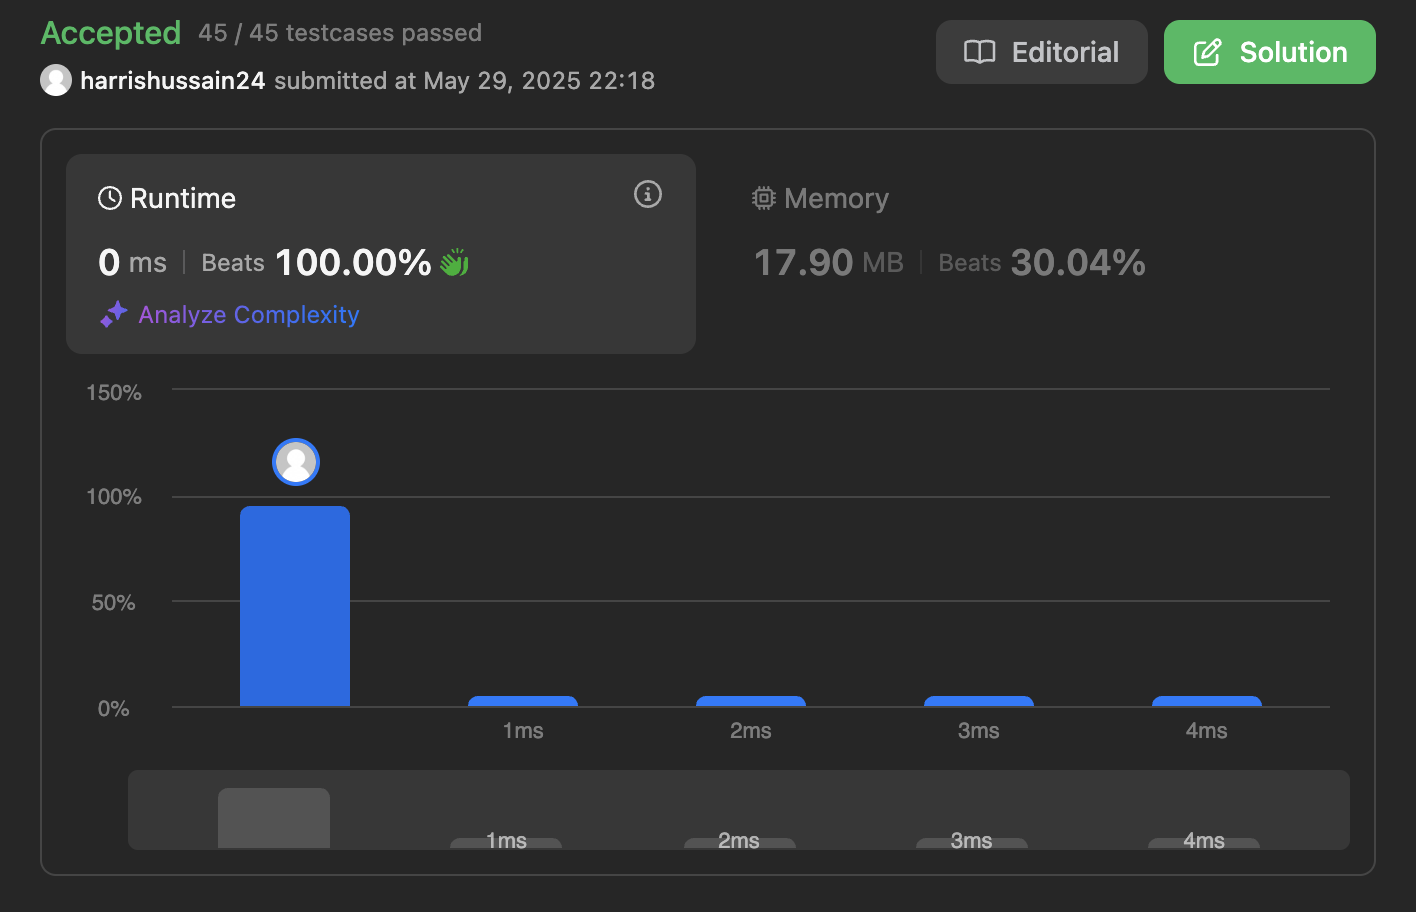 Accepted 45 / 45 testcases passed
Editorial
Solution
harrishussain24 submitted at May 29, 2025 22:18
Runtime
0 ms | Beats 100.00%
Analyze Complexity
Memory
17.90 MB | Beats 30.04%
150%
100%
50%
0%
1ms 2ms 3ms 4ms
1ms 2ms 3ms 4ms